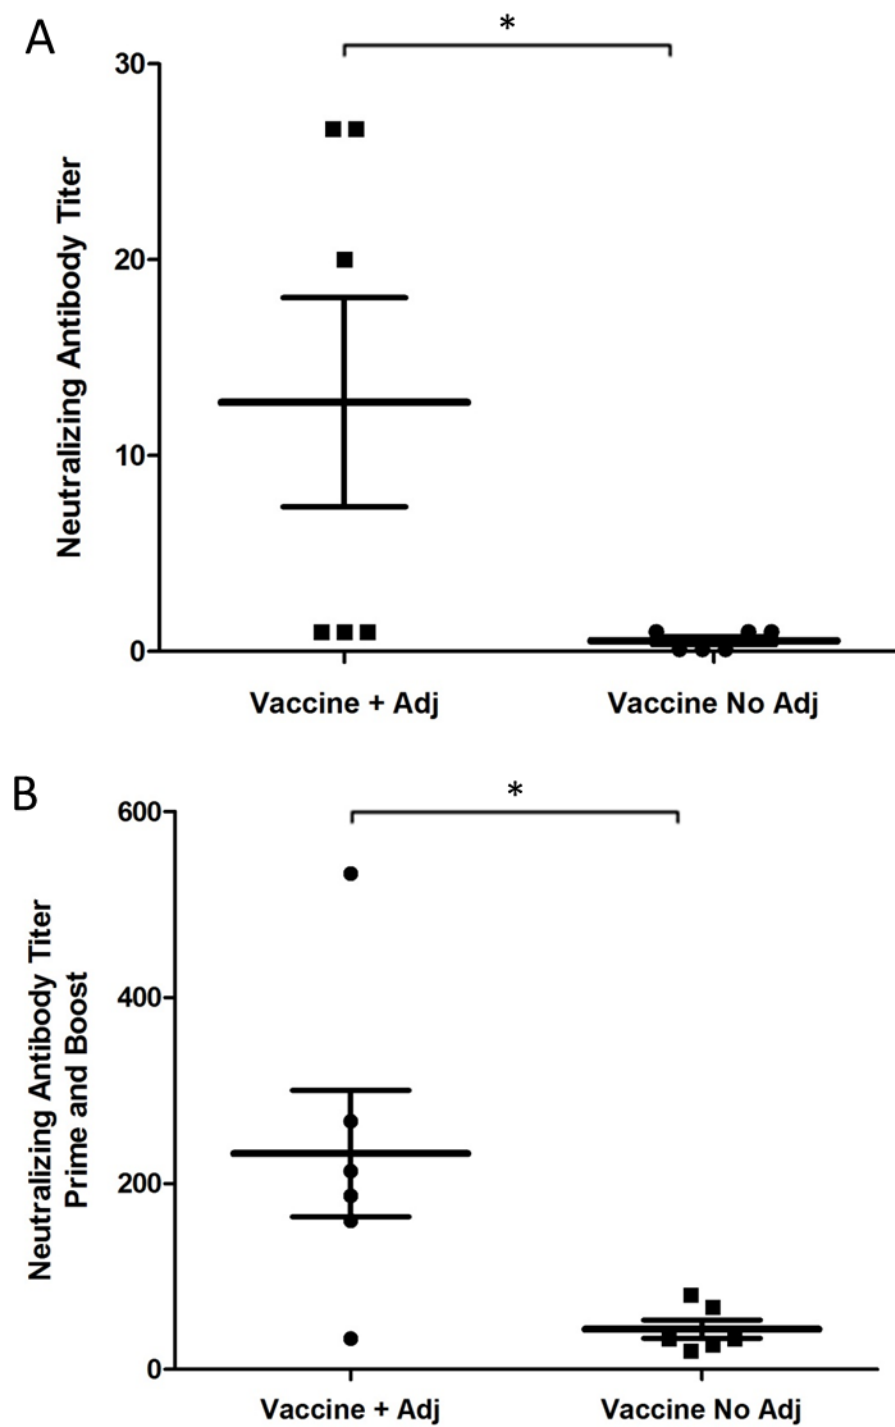 A
*
30
20
10
0
Neutralizing Antibody Titer
Vaccine + Adj
Vaccine No Adj
B
*
600
400
200
0
Neutralizing Antibody Titer
Prime and Boost
Vaccine + Adj
Vaccine No Adj